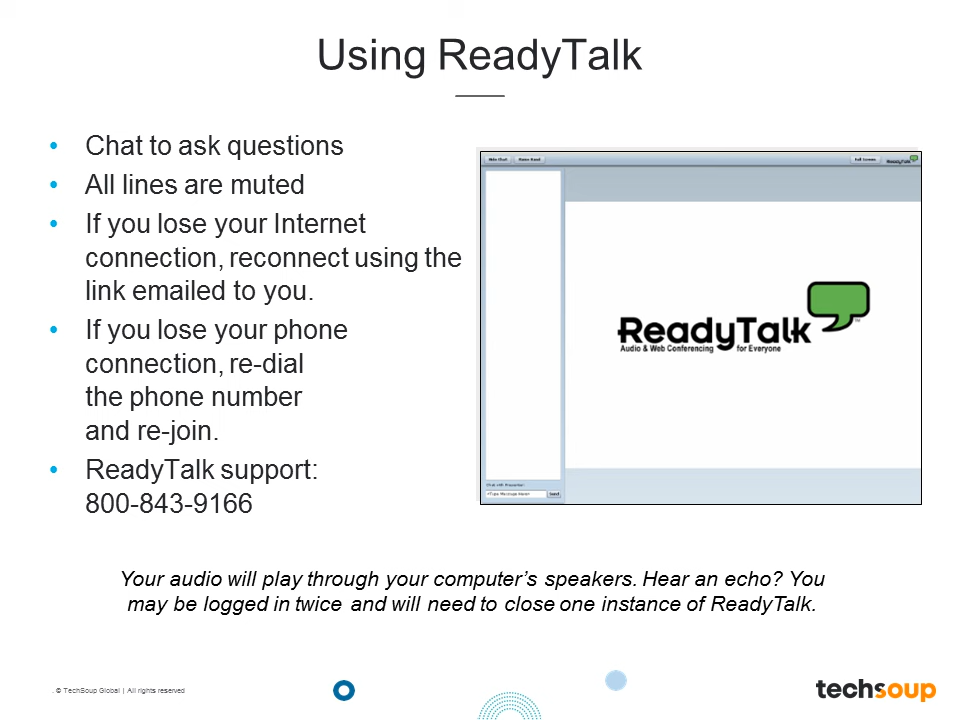 Using ReadyTalk
• Chat to ask questions
• All lines are muted
• If you lose your Internet
connection, reconnect using the
link emailed to you.
• If you lose your phone
connection, re-dial
the phone number
and re-join.
• ReadyTalk support:
800-843-9166
Hide Chat Raise Hand Full Screen ReadyTalk
ReadyTalk
TM
Audio & Web Conferencing for Everyone
Chat with Presenter:
<Type Message Here> Send
Your audio will play through your computer’s speakers. Hear an echo? You
may be logged in twice and will need to close one instance of ReadyTalk.
. © TechSoup Global | All rights reserved
techsoup